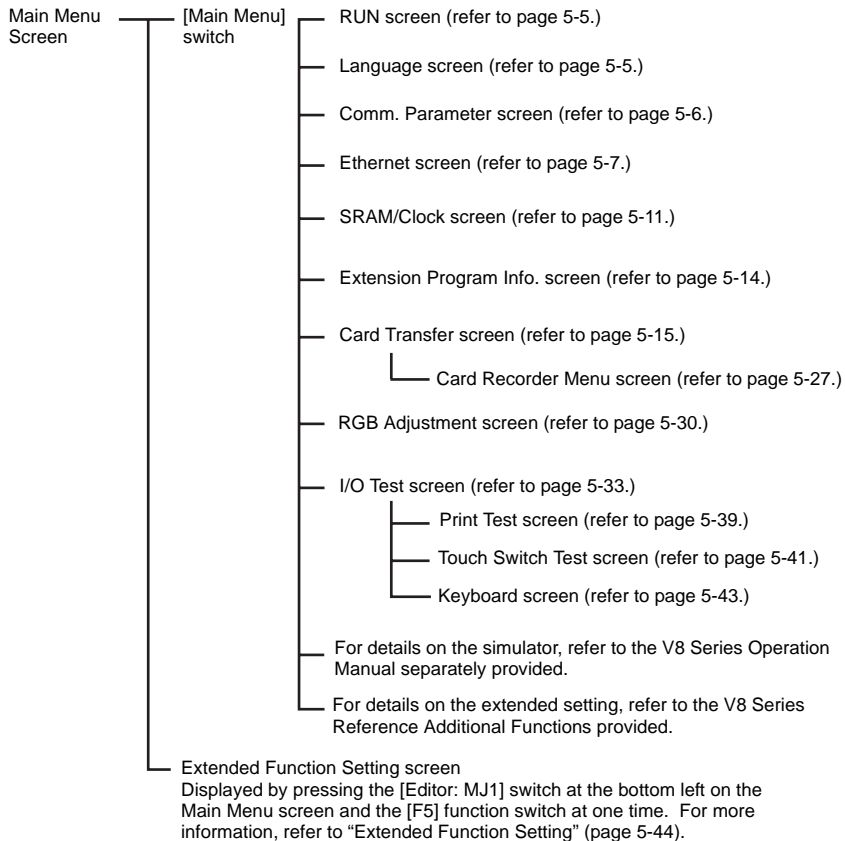 Main Menu
Screen
[Main Menu]
switch
RUN screen (refer to page 5-5.)
Language screen (refer to page 5-5.)
Comm. Parameter screen (refer to page 5-6.)
Ethernet screen (refer to page 5-7.)
SRAM/Clock screen (refer to page 5-11.)
Extension Program Info. screen (refer to page 5-14.)
Card Transfer screen (refer to page 5-15.)
Card Recorder Menu screen (refer to page 5-27.)
RGB Adjustment screen (refer to page 5-30.)
I/O Test screen (refer to page 5-33.)
Print Test screen (refer to page 5-39.)
Touch Switch Test screen (refer to page 5-41.)
Keyboard screen (refer to page 5-43.)
For details on the simulator, refer to the V8 Series Operation
Manual separately provided.
For details on the extended setting, refer to the V8 Series
Reference Additional Functions provided.
Extended Function Setting screen
Displayed by pressing the [Editor: MJ1] switch at the bottom left on the
Main Menu screen and the [F5] function switch at one time.  For more
information, refer to “Extended Function Setting” (page 5-44).